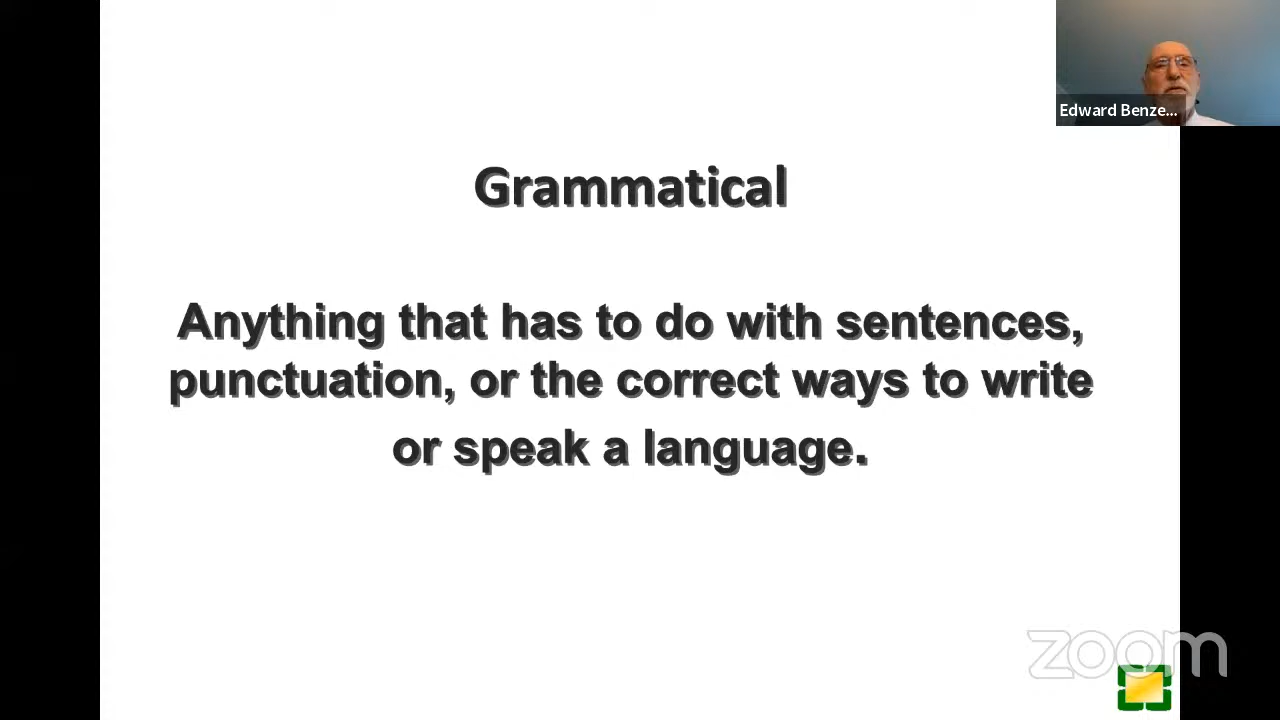 Edward Benze...
Grammatical
Anything that has to do with sentences,
punctuation, or the correct ways to write
or speak a language.
zoom